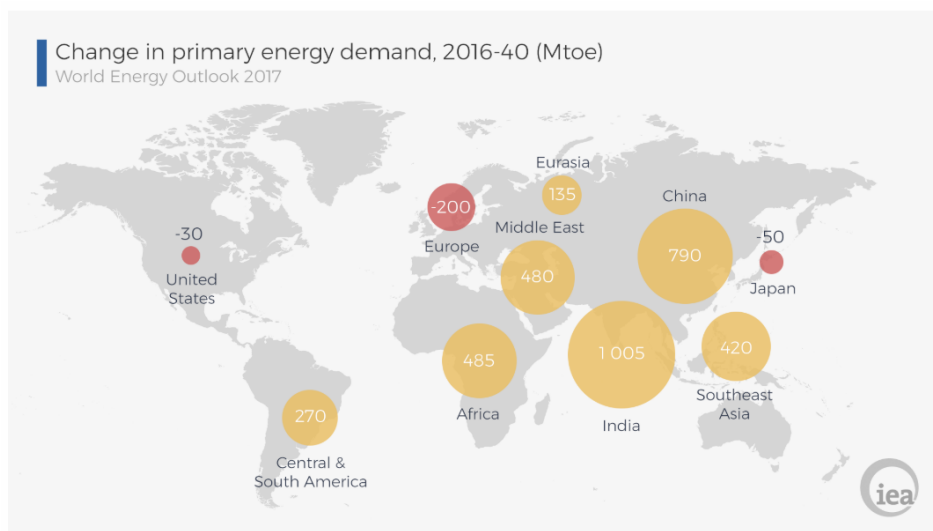 Change in primary energy demand, 2016-40 (Mtoe)
World Energy Outlook 2017
Eurasia
135
China
-200
Middle East
-30
-50
Europe
790
480
United
States
Japan
1 005
420
485
Southeast
Asia
Africa
270
India
Central &
South America
iea